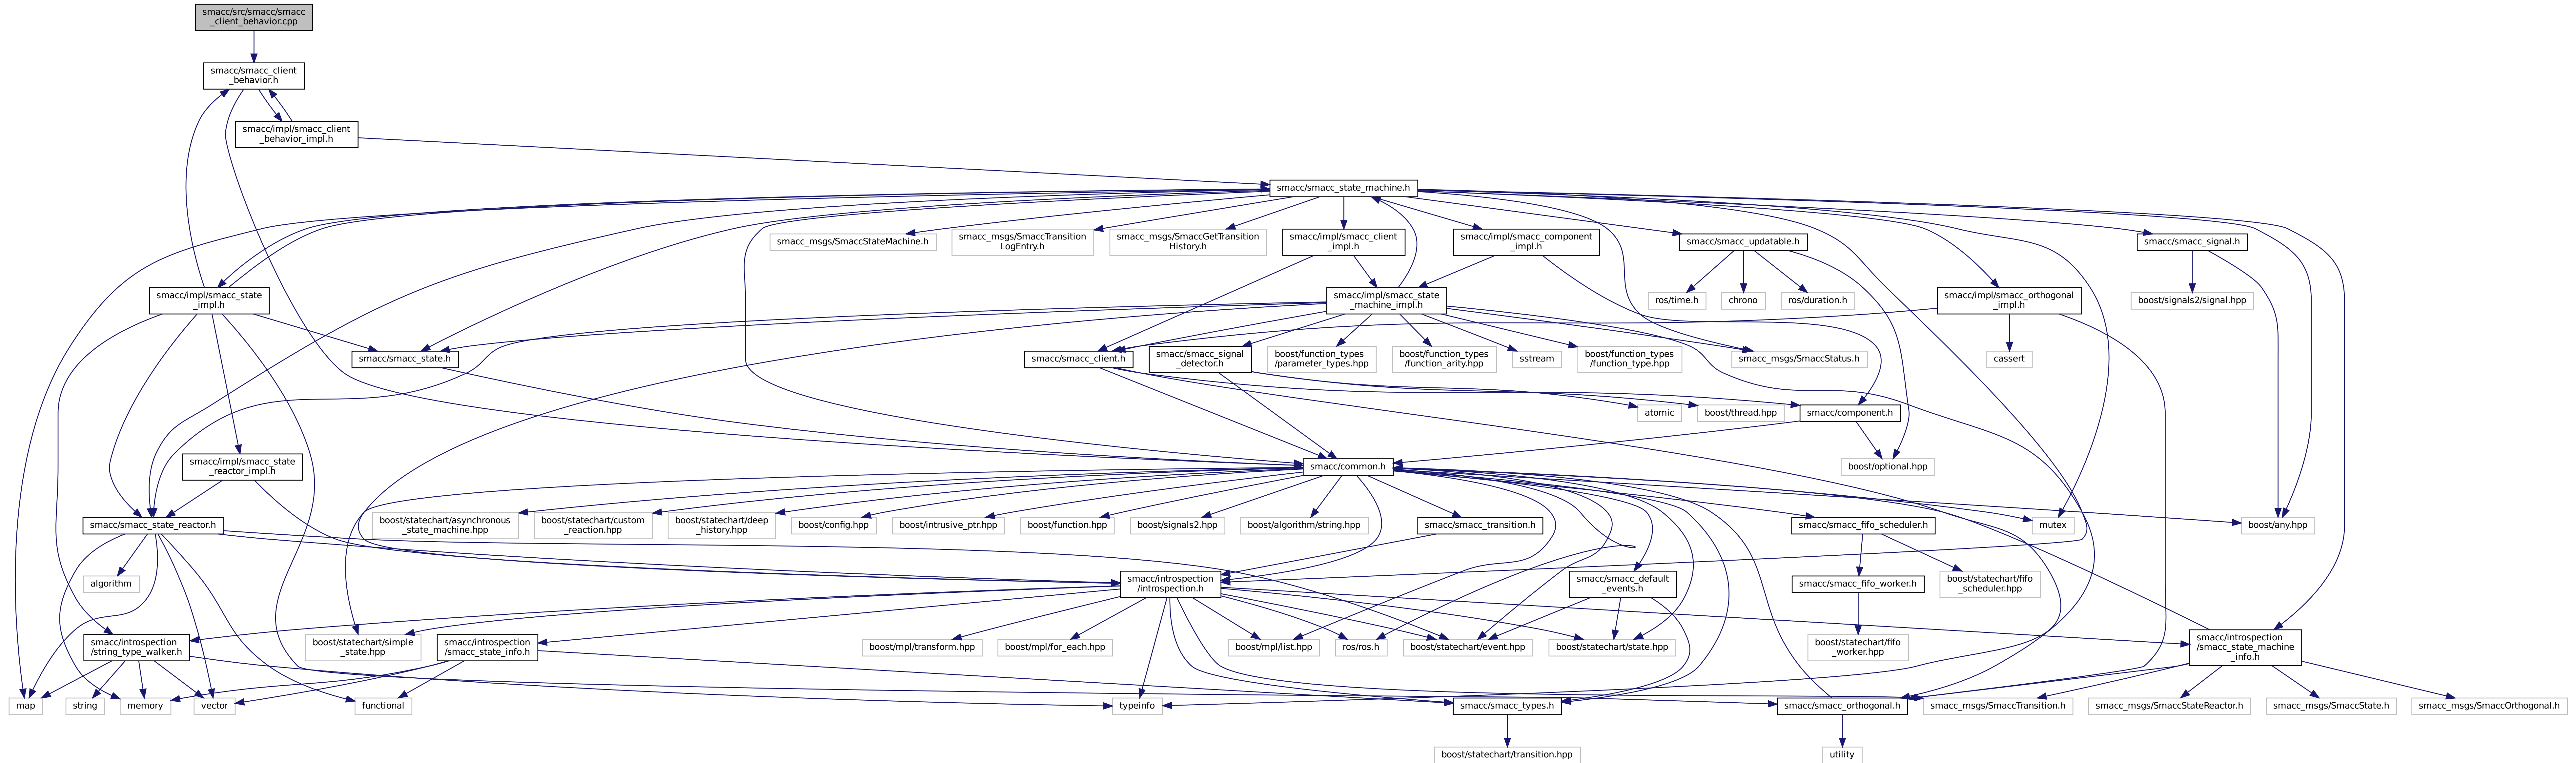 smacc/src/smacc/smacc
_client_behavior.cpp
smacc/smacc_client
_behavior.h
smacc/impl/smacc_client
_behavior_impl.h
smacc/smacc_state_machine.h
smacc_msgs/SmaccStateMachine.h
smacc_msgs/SmaccTransition
LogEntry.h
smacc_msgs/SmaccGetTransition
History.h
smacc/impl/smacc_client
_impl.h
smacc/impl/smacc_component
_impl.h
smacc/smacc_updatable.h
smacc/smacc_signal.h
smacc/impl/smacc_state
_impl.h
smacc/impl/smacc_state
_machine_impl.h
ros/time.h
chrono
ros/duration.h
smacc/impl/smacc_orthogonal
_impl.h
boost/signals2/signal.hpp
smacc/smacc_state.h
smacc/smacc_client.h
smacc/smacc_signal
_detector.h
boost/function_types
/parameter_types.hpp
boost/function_types
/function_arity.hpp
sstream
boost/function_types
/function_type.hpp
smacc_msgs/SmaccStatus.h
cassert
atomic
boost/thread.hpp
smacc/component.h
smacc/impl/smacc_state
_reactor_impl.h
smacc/common.h
boost/optional.hpp
smacc/smacc_state_reactor.h
boost/statechart/asynchronous
_state_machine.hpp
boost/statechart/custom
_reaction.hpp
boost/statechart/deep
_history.hpp
boost/config.hpp
boost/intrusive_ptr.hpp
boost/function.hpp
boost/signals2.hpp
boost/algorithm/string.hpp
smacc/smacc_transition.h
smacc/smacc_fifo_scheduler.h
mutex
boost/any.hpp
algorithm
smacc/introspection
/introspection.h
smacc/smacc_default
_events.h
smacc/smacc_fifo_worker.h
boost/statechart/fifo
_scheduler.hpp
smacc/introspection
/string_type_walker.h
boost/statechart/simple
_state.hpp
smacc/introspection
/smacc_state_info.h
boost/mpl/transform.hpp
boost/mpl/for_each.hpp
boost/mpl/list.hpp
ros/ros.h
boost/statechart/event.hpp
boost/statechart/state.hpp
boost/statechart/fifo
_worker.hpp
smacc/introspection
/smacc_state_machine
_info.h
map
string
memory
vector
functional
typeinfo
smacc/smacc_types.h
smacc/smacc_orthogonal.h
smacc_msgs/SmaccTransition.h
smacc_msgs/SmaccStateReactor.h
smacc_msgs/SmaccState.h
smacc_msgs/SmaccOrthogonal.h
boost/statechart/transition.hpp
utility